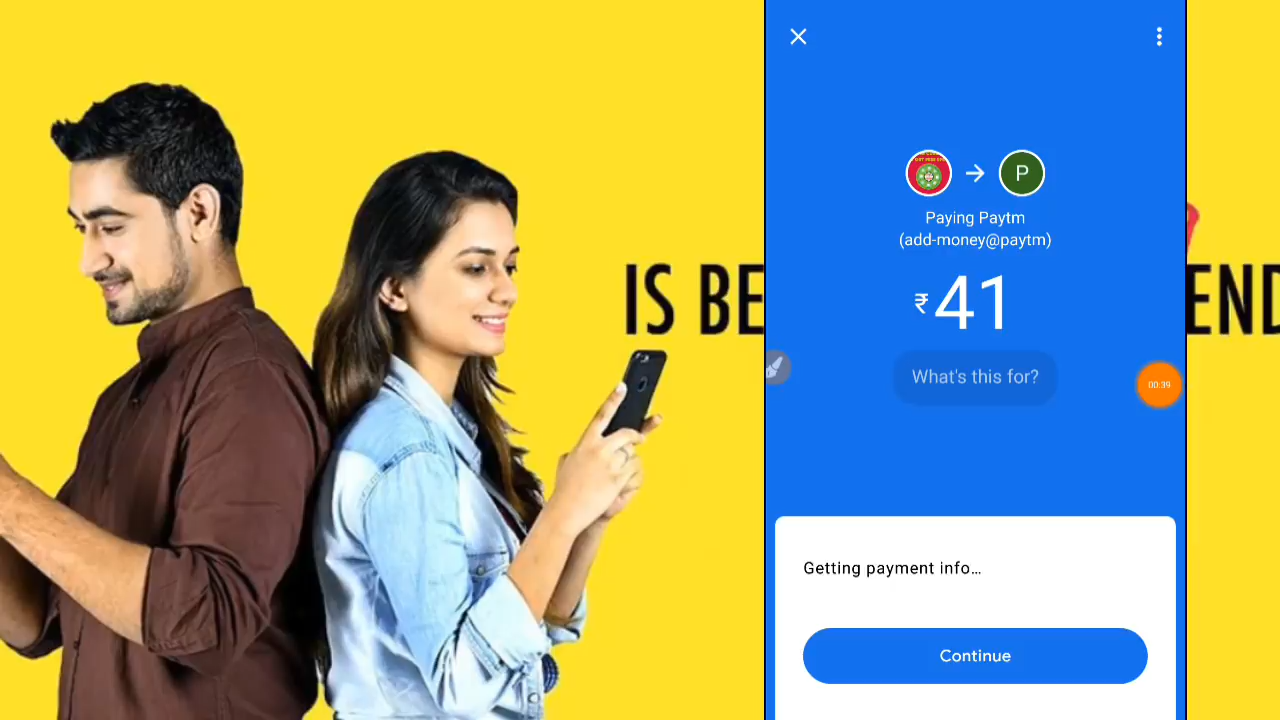 IS BE
END
P
Paying Paytm
(add-money@paytm)
₹41
What's this for?
00:39
Getting payment info…
Continue